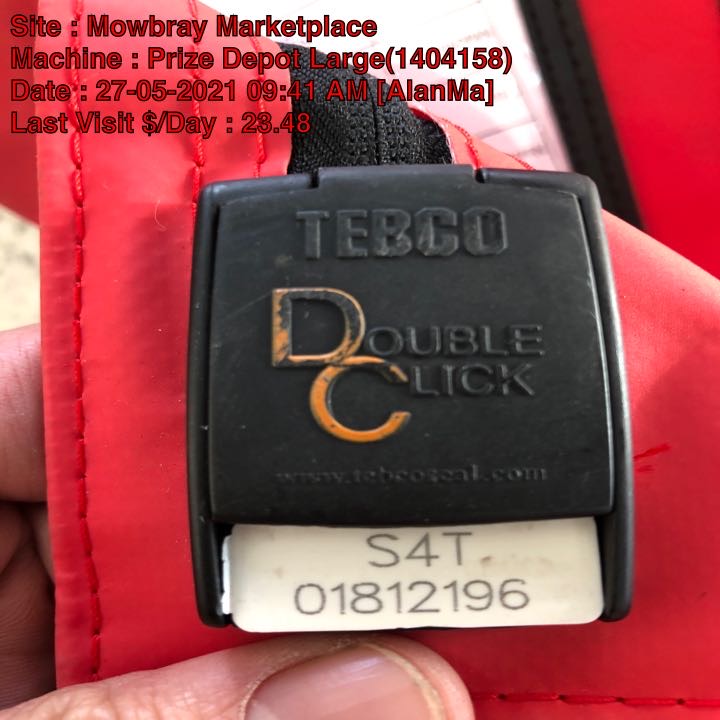 Site : Mowbray Marketplace
Machine : Prize Depot Large(1404158)
Date : 27-05-2021 09:41 AM [AlanMa]
Last Visit $/Day : 23.48
TEBCO
DOUBLE
CLICK
www.tebcoseal.com
S4T
01812196